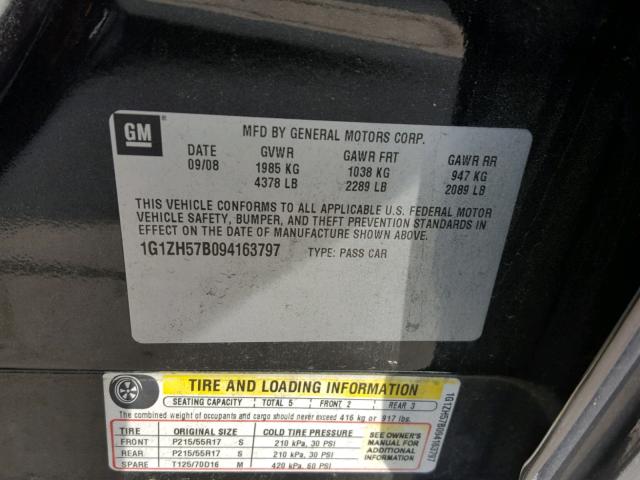 GM
MFD BY GENERAL MOTORS CORP.
DATE GVWR GAWR FRT GAWR RR
09/08 1985 KG 1038 KG 947 KG
4378 LB 2289 LB 2089 LB
THIS VEHICLE CONFORMS TO ALL APPLICABLE U.S. FEDERAL MOTOR
VEHICLE SAFETY, BUMPER, AND THEFT PREVENTION STANDARDS IN
EFFECT ON THE DATE OF MANUFACTURE SHOWN ABOVE.
1G1ZH57B094163797 TYPE: PASS CAR
TIRE AND LOADING INFORMATION
SEATING CAPACITY TOTAL 5 FRONT 2 REAR 3
The combined weight of occupants and cargo should never exceed 416 kg or 917 lbs.
TIRE ORIGINAL SIZE COLD TIRE PRESSURE
FRONT P215/55R17 S 210 kPa, 30 PSI
REAR P215/55R17 S 210 kPa, 30 PSI
SPARE T125/70D16 M 420 kPa, 60 PSI
SEE OWNER'S
MANUAL FOR
ADDITIONAL
INFORMATION
1G1ZH57B094163797